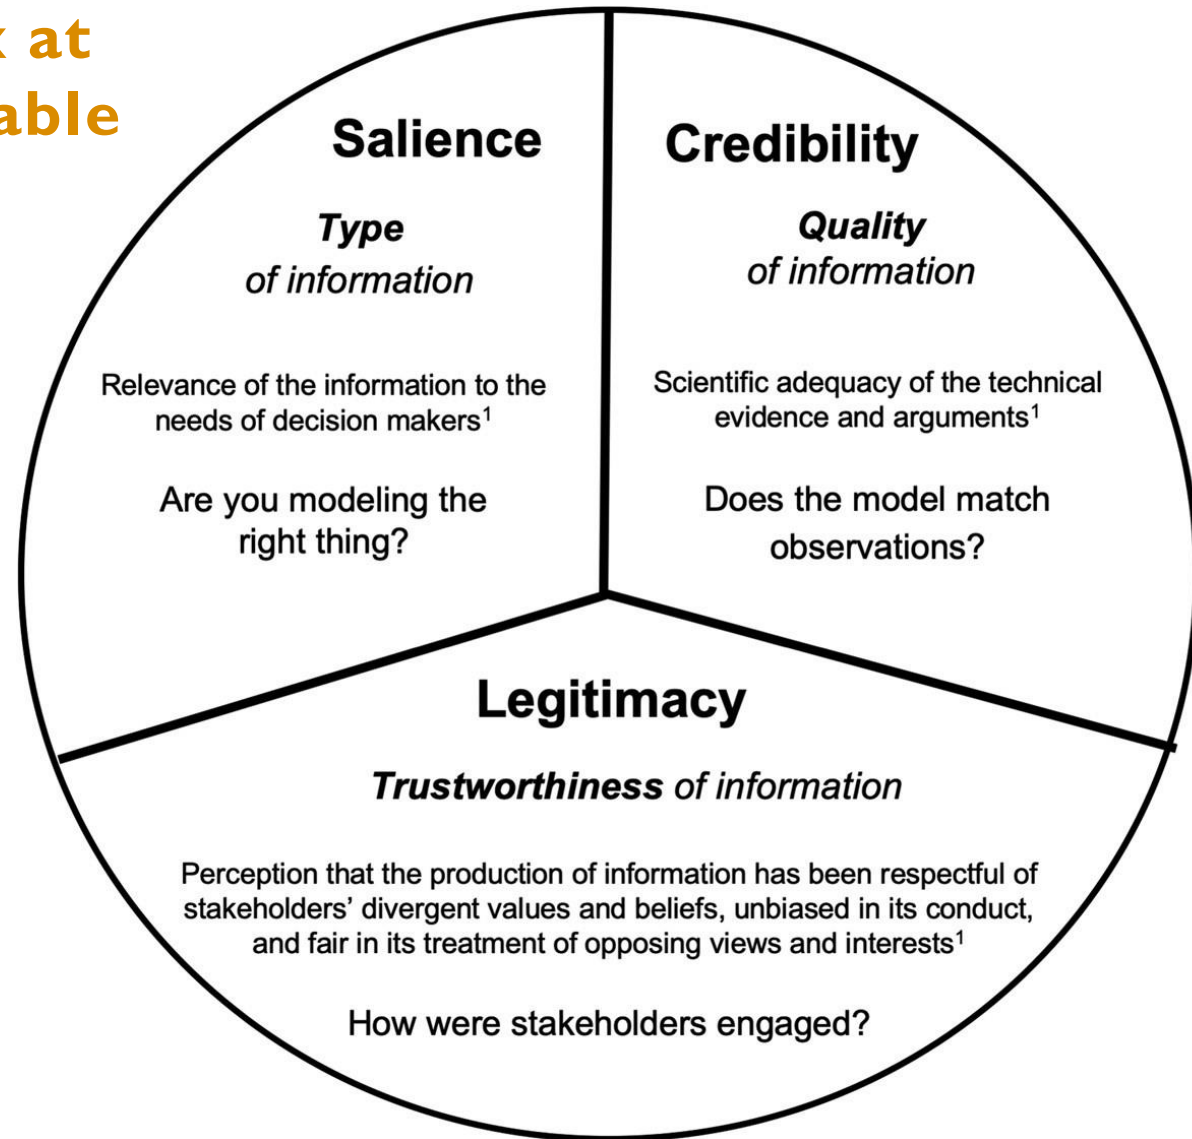 at
able
Salience
Type
of information
Relevance of the information to the
needs of decision makers¹
Are you modeling the
right thing?
Credibility
Quality
of information
Scientific adequacy of the technical
evidence and arguments¹
Does the model match
observations?
Legitimacy
Trustworthiness of information
Perception that the production of information has been respectful of
stakeholders’ divergent values and beliefs, unbiased in its conduct,
and fair in its treatment of opposing views and interests¹
How were stakeholders engaged?